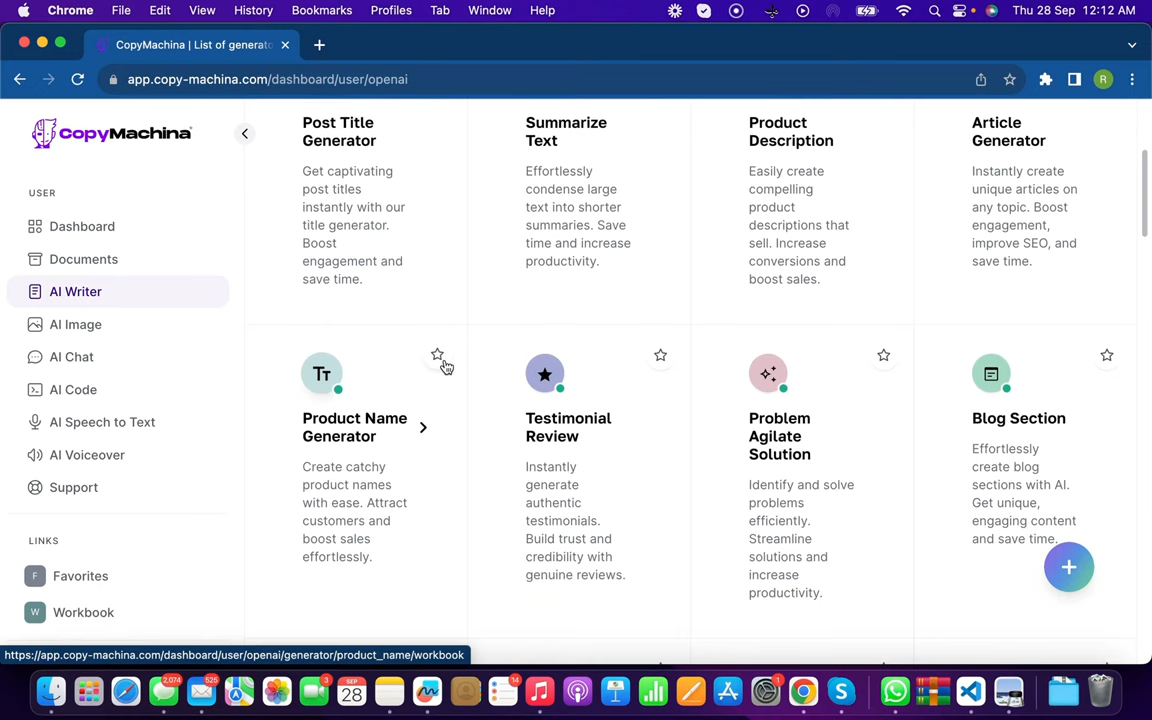 Chrome File Edit View History Bookmarks Profiles Tab Window Help Thu 28 Sep 12:12 AM
CopyMachina | List of generato
app.copy-machina.com/dashboard/user/openai
R
CopyMachina
USER
Dashboard
Documents
AI Writer
AI Image
AI Chat
AI Code
AI Speech to Text
AI Voiceover
Support
LINKS
F Favorites
W Workbook
Post Title
Generator
Get captivating
post titles
instantly with our
title generator.
Boost
engagement and
save time.
Summarize
Text
Effortlessly
condense large
text into shorter
summaries. Save
time and increase
productivity.
Product
Description
Easily create
compelling
product
descriptions that
sell. Increase
conversions and
boost sales.
Article
Generator
Instantly create
unique articles on
any topic. Boost
engagement,
improve SEO, and
save time.
TT
Product Name
Generator
Create catchy
product names
with ease. Attract
customers and
boost sales
effortlessly.
Testimonial
Review
Instantly
generate
authentic
testimonials.
Build trust and
credibility with
genuine reviews.
Problem
Agilate
Solution
Identify and solve
problems
efficiently.
Streamline
solutions and
increase
productivity.
Blog Section
Effortlessly
create blog
sections with AI.
Get unique,
engaging content
and save time.
https://app.copy-machina.com/dashboard/user/openai/generator/product_name/workbook
2,074
525
3
SEP
28
14
1